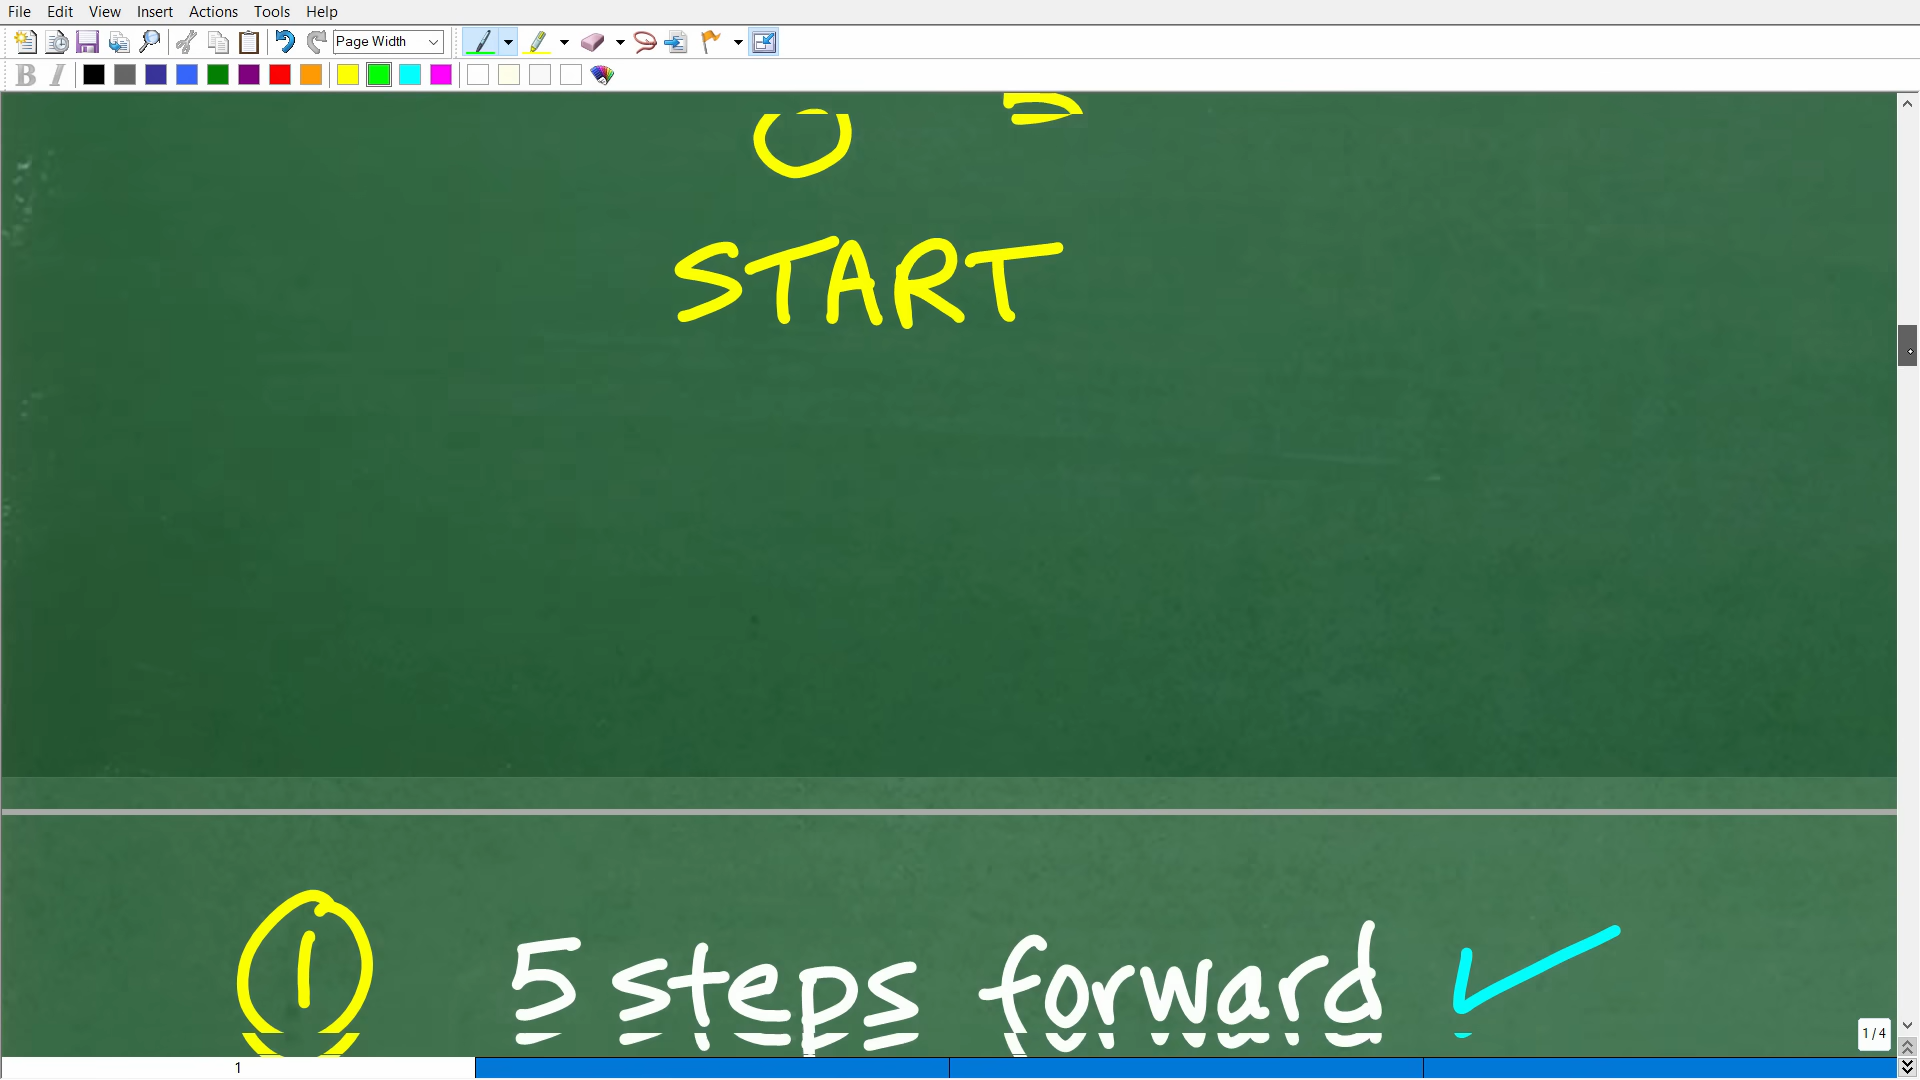 File Edit View Insert Actions Tools Help
Page Width
B I
START
1 5 steps forward
1 / 4
1